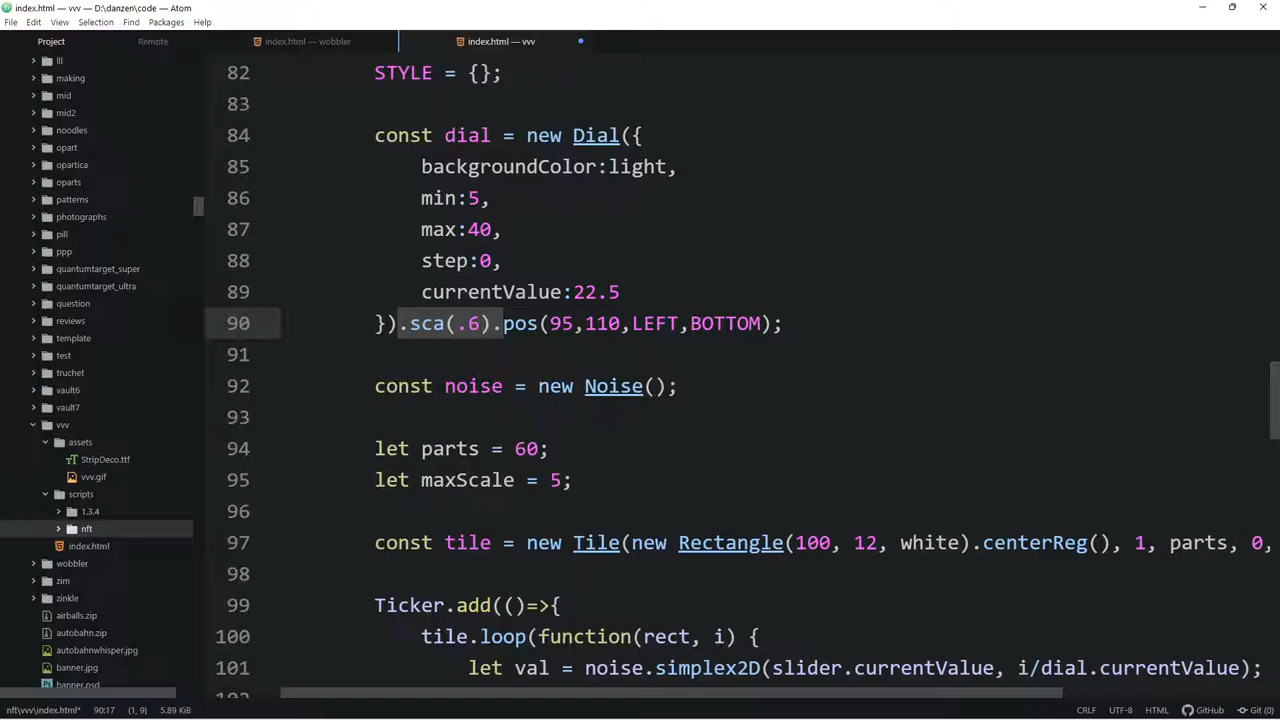 index.html — vvv — D:\danzen\code — Atom
File Edit View Selection Find Packages Help
Project Remote index.html — wobbler index.html — vvv
lll
making
mid
mid2
noodles
opart
opartica
oparts
patterns
photographs
pill
ppp
quantumtarget_super
quantumtarget_ultra
question
reviews
template
test
truchet
vault6
vault7
vvv
assets
StripDeco.ttf
vvv.gif
scripts
1.3.4
nft
index.html
wobbler
zim
zinkle
airballs.zip
autobahn.zip
autobahnwhisper.jpg
banner.jpg
banner.psd
82 STYLE = {};
83
84 const dial = new Dial({
85 backgroundColor:light,
86 min:5,
87 max:40,
88 step:0,
89 currentValue:22.5
90 }).sca(.6).pos(95,110,LEFT,BOTTOM);
91
92 const noise = new Noise();
93
94 let parts = 60;
95 let maxScale = 5;
96
97 const tile = new Tile(new Rectangle(100, 12, white).centerReg(), 1, parts, 0,
98
99 Ticker.add(()=>{
100 tile.loop(function(rect, i) {
101 let val = noise.simplex2D(slider.currentValue, i/dial.currentValue);
102
nft\vvv\index.html* 90:17 (1, 9) 5.89 KiB CRLF UTF-8 HTML GitHub Git (0)